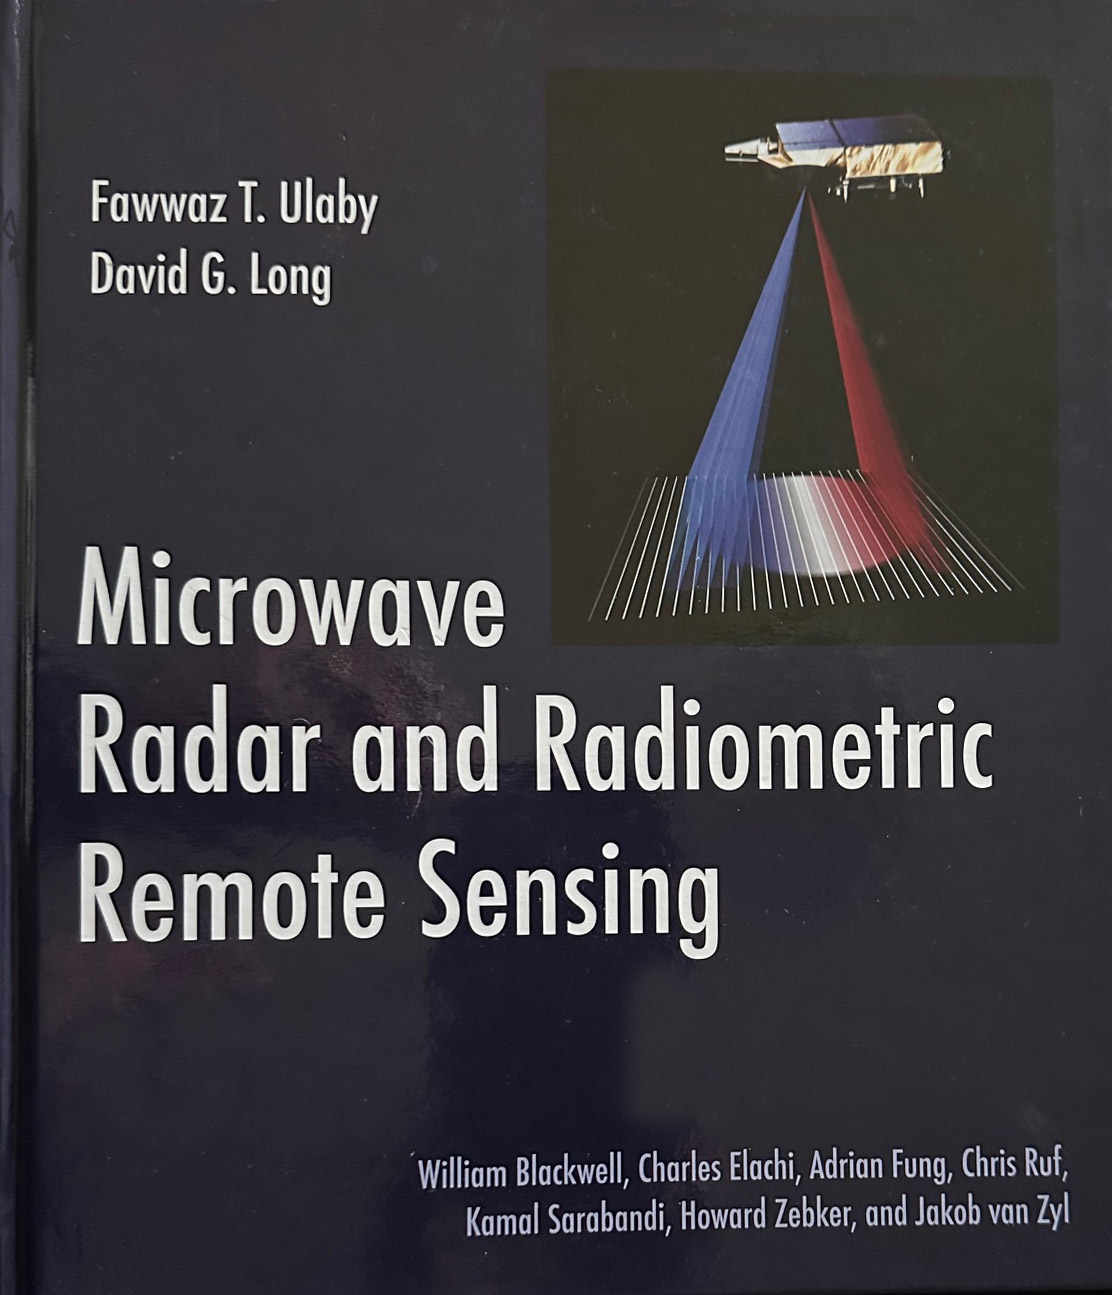 Fawwaz T. Ulaby
David G. Long
Microwave
Radar and Radiometric
Remote Sensing
William Blackwell, Charles Elachi, Adrian Fung, Chris Ruf,
Kamal Sarabandi, Howard Zebker, and Jakob van Zyl